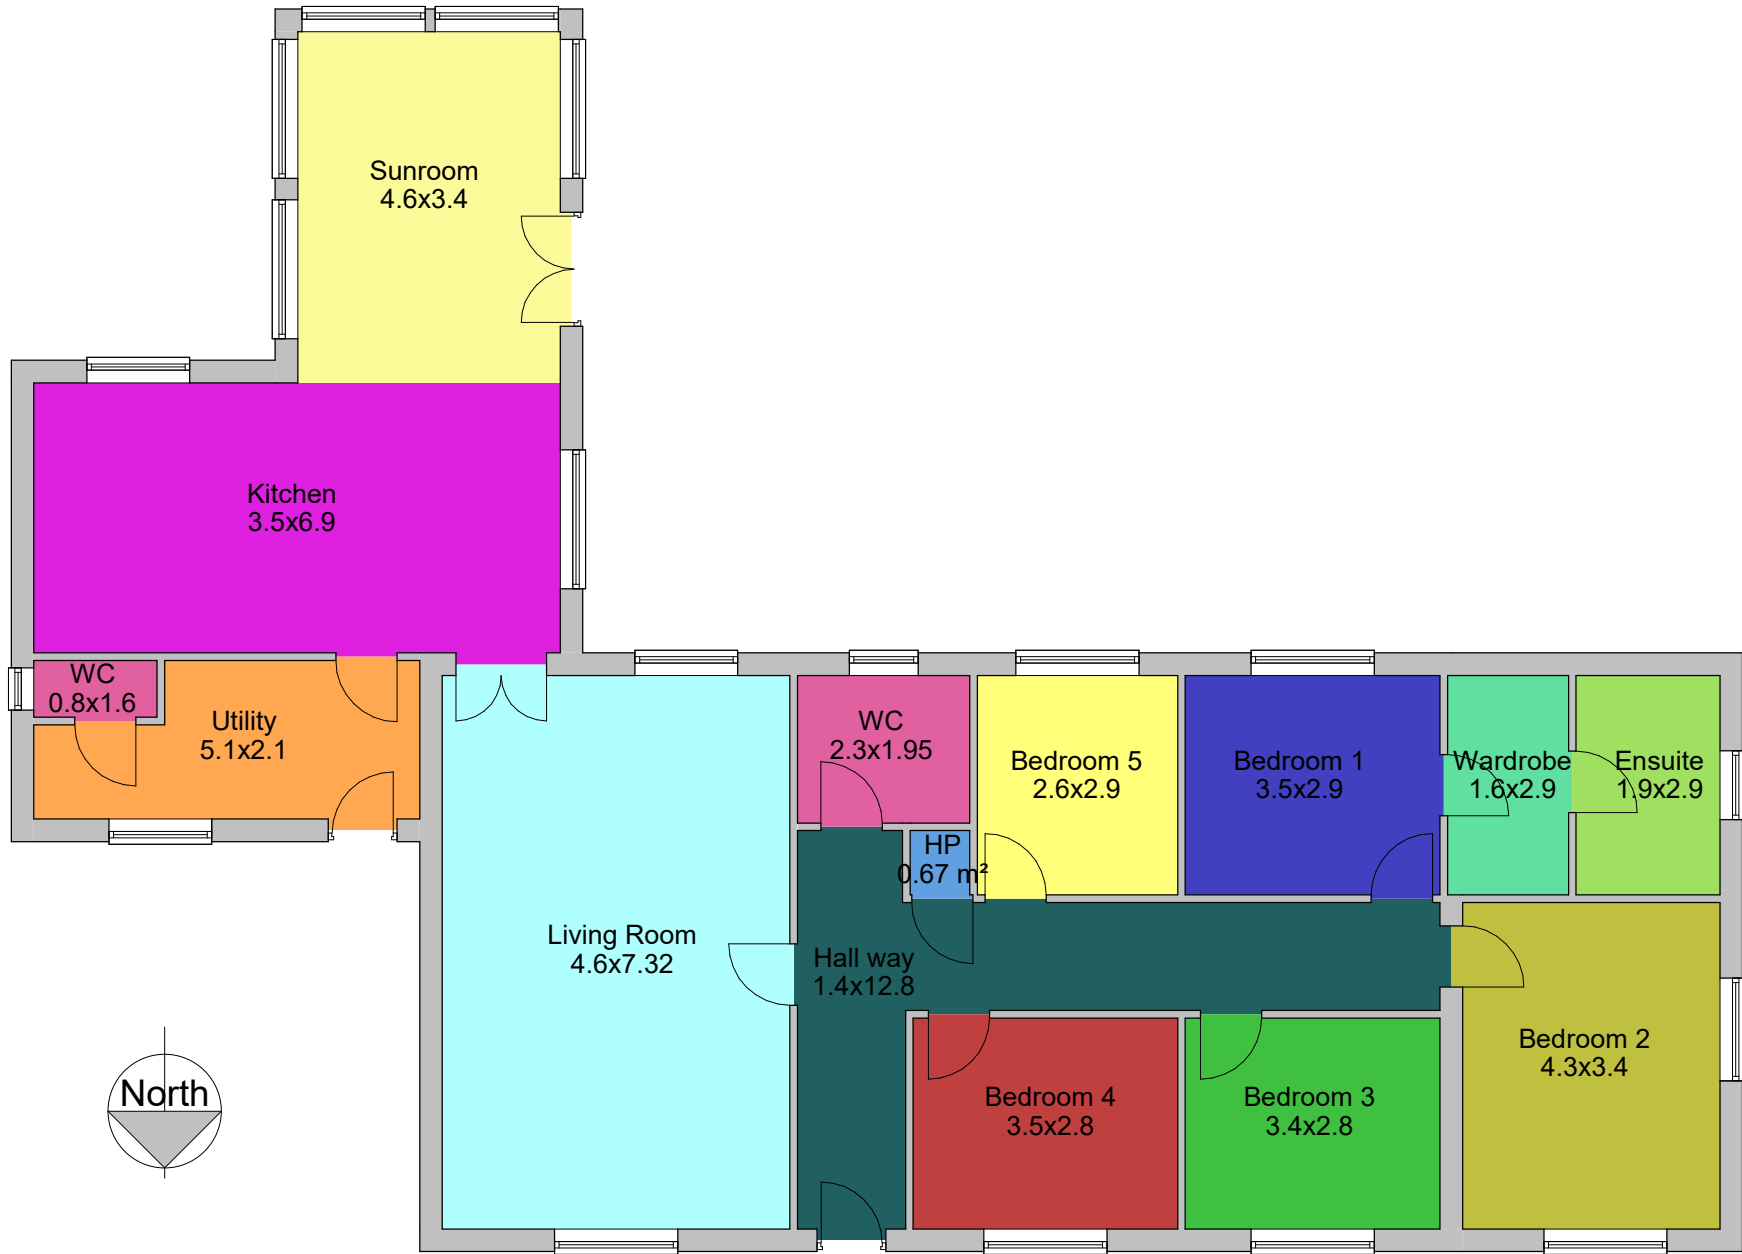 Sunroom
4.6x3.4
Kitchen
3.5x6.9
WC
0.8x1.6
Utility
5.1x2.1
WC
2.3x1.95
Bedroom 5
2.6x2.9
Bedroom 1
3.5x2.9
Wardrobe
1.6x2.9
Ensuite
1.9x2.9
HP
0.67 m²
Living Room
4.6x7.32
Hall way
1.4x12.8
Bedroom 2
4.3x3.4
Bedroom 4
3.5x2.8
Bedroom 3
3.4x2.8
North